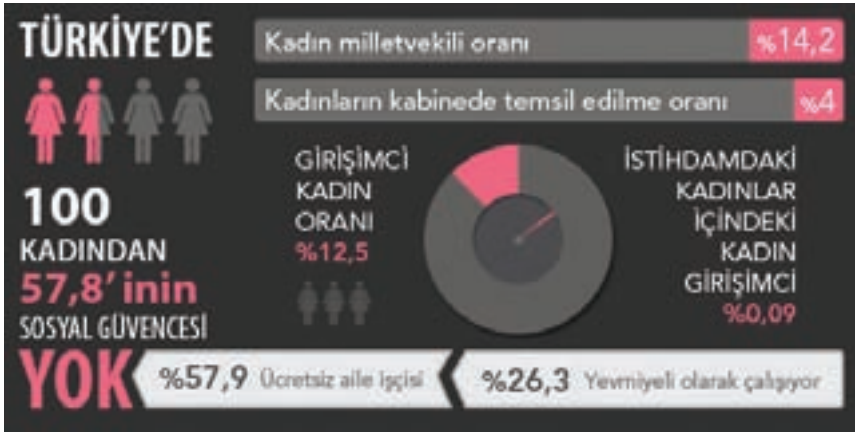 TÜRKİYE'DE
100
KADINDAN
57,8'inin
SOSYAL GÜVENCESİ
YOK
Kadın milletvekili oranı %14,2
Kadınların kabinede temsil edilme oranı %4
GİRİŞİMCİ
KADIN
ORANI
%12,5
İSTİHDAMDAKİ
KADINLAR
İÇİNDEKİ
KADIN
GİRİŞİMCİ
%0,09
%57,9 Ücretsiz aile işçisi
%26,3 Yevmiyeli olarak çalışıyor